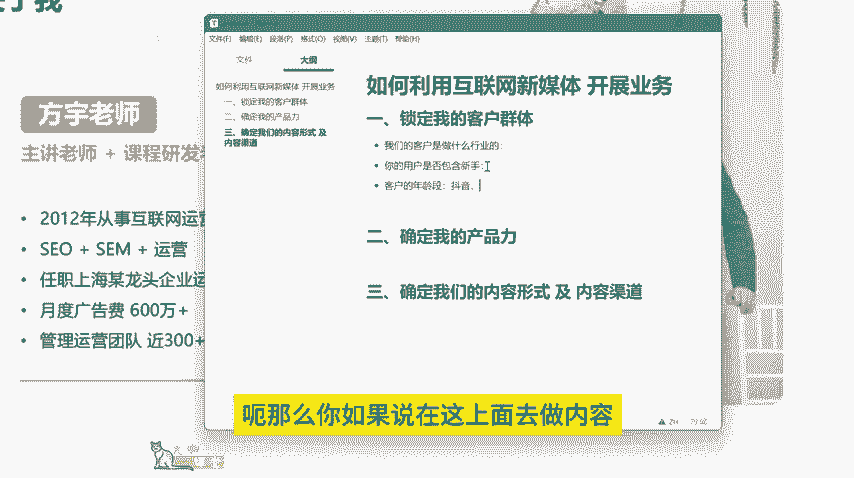 于我
方宇老师
主讲老师 + 课程研发
2012年从事互联网运营
SEO + SEM + 运营
任职上海某龙头企业运
月度广告费 600万+
管理运营团队 近300+
T
文件(F) 编辑(E) 段落(P) 格式(O) 视图(V) 主题(T) 帮助(H)
文件
大纲
如何利用互联网新媒体 开展业务
一、锁定我的客户群体
二、确定我的产品力
三、确定我们的内容形式 及
内容渠道
如何利用互联网新媒体 开展业务
一、锁定我的客户群体
我们的客户是做什么行业的:
你的用户是否包含新手:
客户的年龄段：抖音、
二、确定我的产品力
三、确定我们的内容形式 及 内容渠道
呃那么你如果说在这上面去做内容